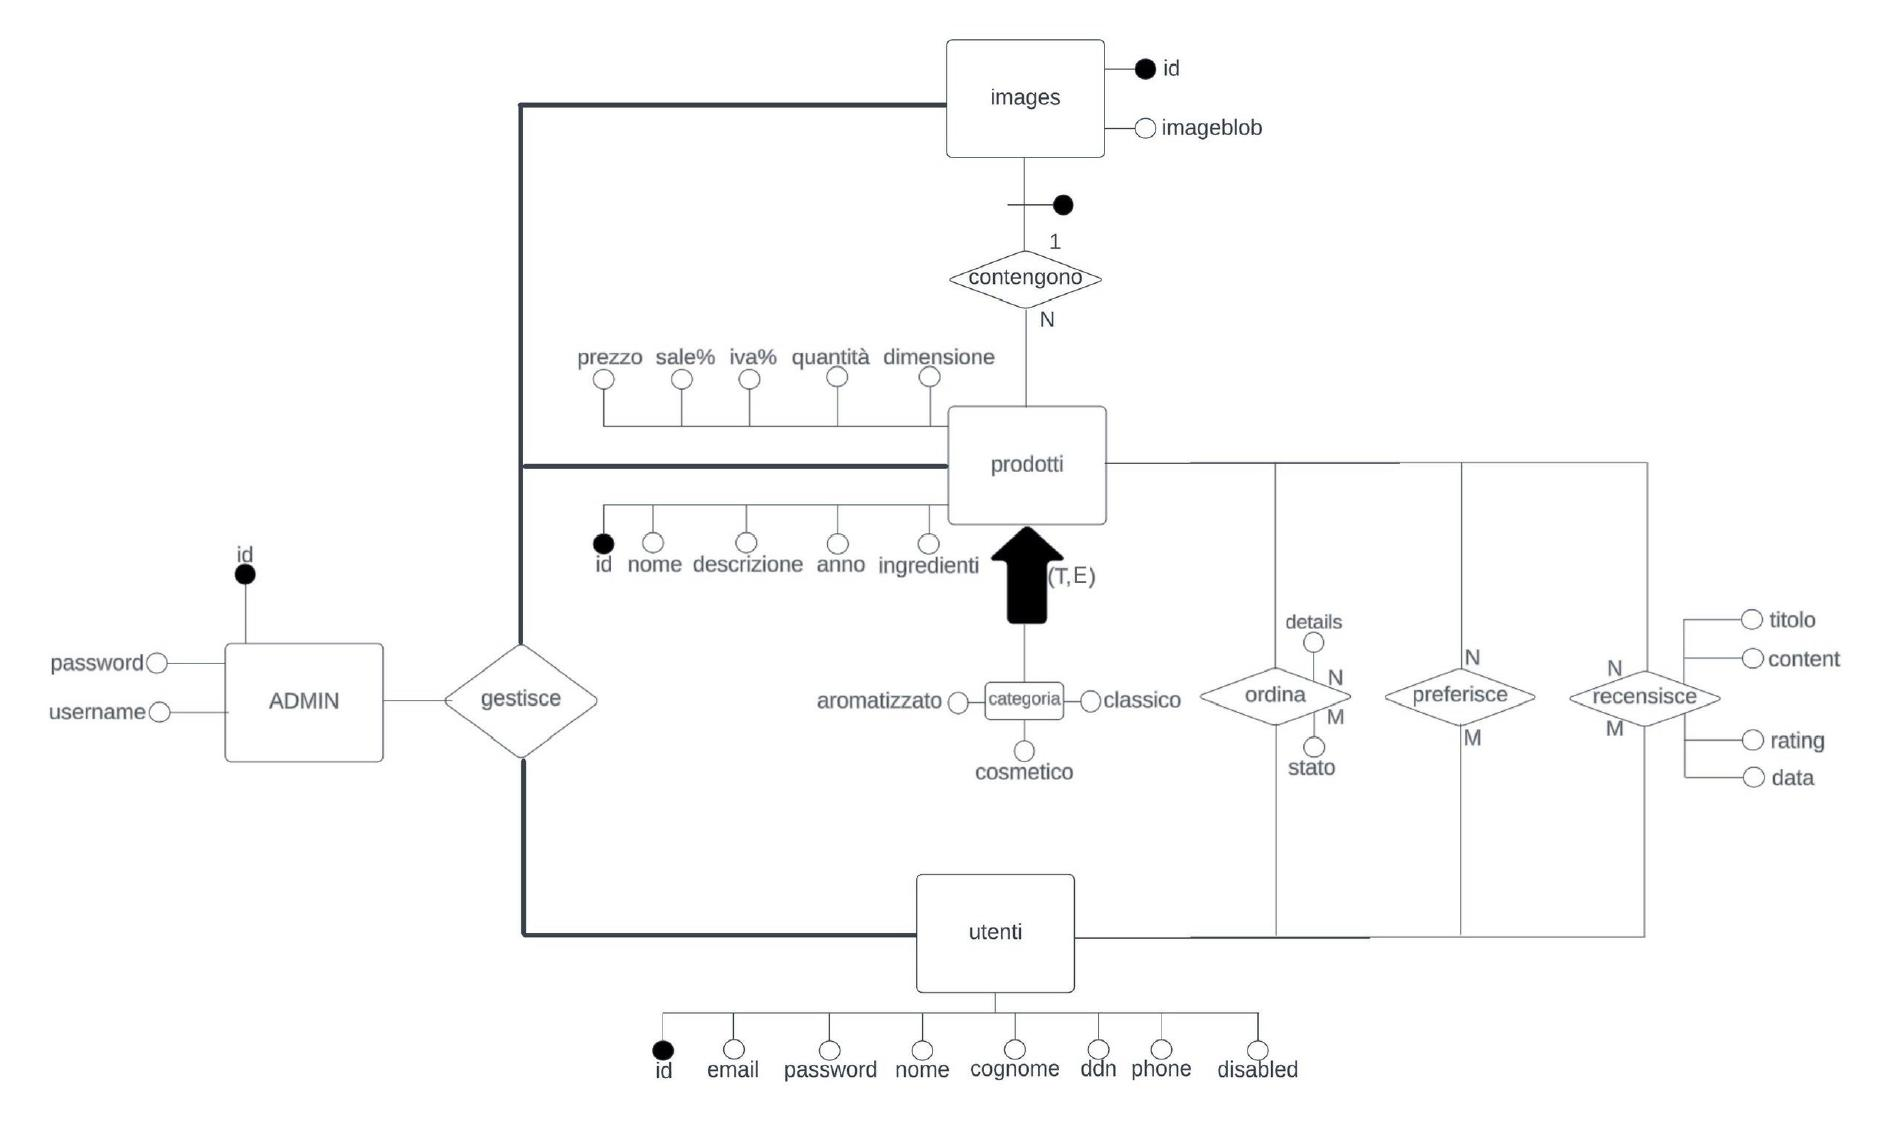 images
id
imageblob
1
contengono
N
prezzo sale% iva% quantità dimensione
prodotti
id nome descrizione anno ingredienti
(T,E)
id
password
username
ADMIN
gestisce
aromatizzato
categoria
classico
cosmetico
details
N
ordina
M
stato
N
preferisce
M
N
recensisce
M
titolo
content
rating
data
utenti
id email password nome cognome ddn phone disabled